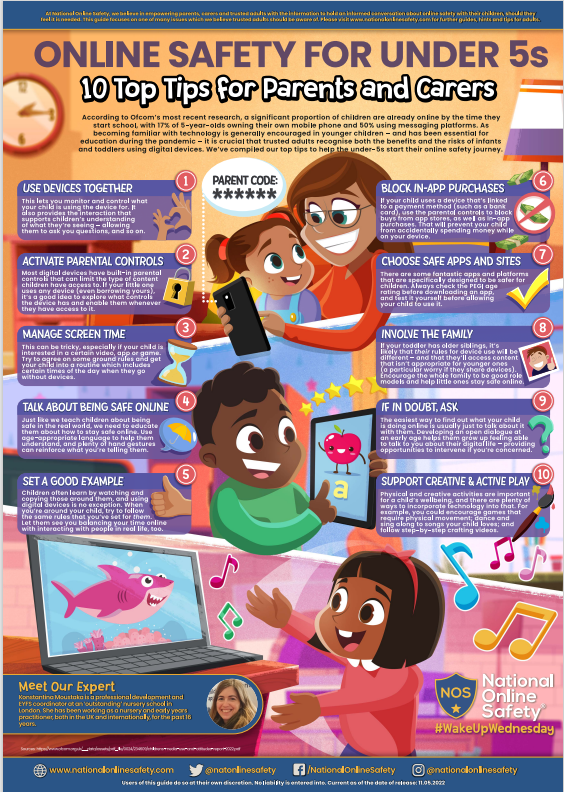 At National Online Safety, we believe in empowering parents, carers and trusted adults with the information to hold an informed conversation about online safety with their children, should they
feel it is needed. This guide focuses on one of many issues which we believe trusted adults should be aware of. Please visit www.nationalonlinesafety.com for further guides, hints and tips for adults.
ONLINE SAFETY FOR UNDER 5s
10 Top Tips for Parents and Carers
According to Ofcom's most recent research, a significant proportion of children are already online by the time they
start school, with 17% of 5-year-olds owning their own mobile phone and 50% using messaging platforms. As
becoming familiar with technology is generally encouraged in younger children – and has been essential for
education during the pandemic – it is crucial that trusted adults recognise both the benefits and the risks of infants
and toddlers using digital devices. We've compiled our top tips to help the under-5s start their online safety journey.
PARENT CODE:
******
1
USE DEVICES TOGETHER
This lets you monitor and control what
your child is using the device for. It
also provides the interaction that
supports children's understanding
of what they're seeing – allowing
them to ask you questions, and so on.
2
ACTIVATE PARENTAL CONTROLS
Most digital devices have built-in parental
controls that can limit the type of content
children have access to. If your little one
uses any device (even borrowing yours),
it's a good idea to explore what controls
the device has and enable them whenever
they have access to it.
3
MANAGE SCREEN TIME
This can be tricky, especially if your child is
interested in a certain video, app or game.
Try to agree on some ground rules and get
your child into a routine which includes
certain times of the day when they go
without devices.
4
TALK ABOUT BEING SAFE ONLINE
Just like we teach children about being
safe in the real world, we need to educate
them about how to stay safe online. Use
age-appropriate language to help them
understand, and plenty of hand gestures
can reinforce what you're telling them.
5
SET A GOOD EXAMPLE
Children often learn by watching and
copying those around them, and using
digital devices is no exception. When
you're around your child, try to follow
the same rules that you've set for them.
Let them see you balancing your time online
with interacting with people in real life, too.
6
BLOCK IN-APP PURCHASES
If your child uses a device that's linked
to a payment method (such as a bank
card), use the parental controls to block
buys from app stores, as well as in-app
purchases. That will prevent your child
from accidentally spending money while
on your device.
7
CHOOSE SAFE APPS AND SITES
There are some fantastic apps and platforms
that are specifically designed to be safer for
children. Always check the PEGI age
rating before downloading an app,
and test it yourself before allowing
your child to use it.
8
INVOLVE THE FAMILY
If your toddler has older siblings, it's
likely that their rules for device use will be
different – and that they'll access content
that isn't appropriate for younger ones
(a particular worry if they share devices).
Encourage the whole family to be good role
models and help little ones stay safe online.
9
IF IN DOUBT, ASK
The easiest way to find out what your child
is doing online is usually just to talk about it
with them. Developing an open dialogue at
an early age helps them grow up feeling able
to talk to you about their digital life – providing
opportunities to intervene if you're concerned.
10
SUPPORT CREATIVE & ACTIVE PLAY
Physical and creative activities are important
for a child's wellbeing, and there are plenty of
ways to incorporate technology into that. For
example, you could encourage games that
require physical movement, dance and
sing along to songs your child loves; and
follow step-by-step crafting videos.
a
Meet Our Expert
Konstantina Moustaka is a professional development and
EYFS coordinator at an 'outstanding' nursery school in
London. She has been working as a nursery and early years
practitioner, both in the UK and internationally, for the past 16
years.
NOS
National
Online
Safety
#WakeUpWednesday
www.nationalonlinesafety.com
@natonlinesafety
/NationalOnlineSafety
@nationalonlinesafety
Users of this guide do so at their own discretion. No liability is entered into. Current as of the date of release: 11.05.2022